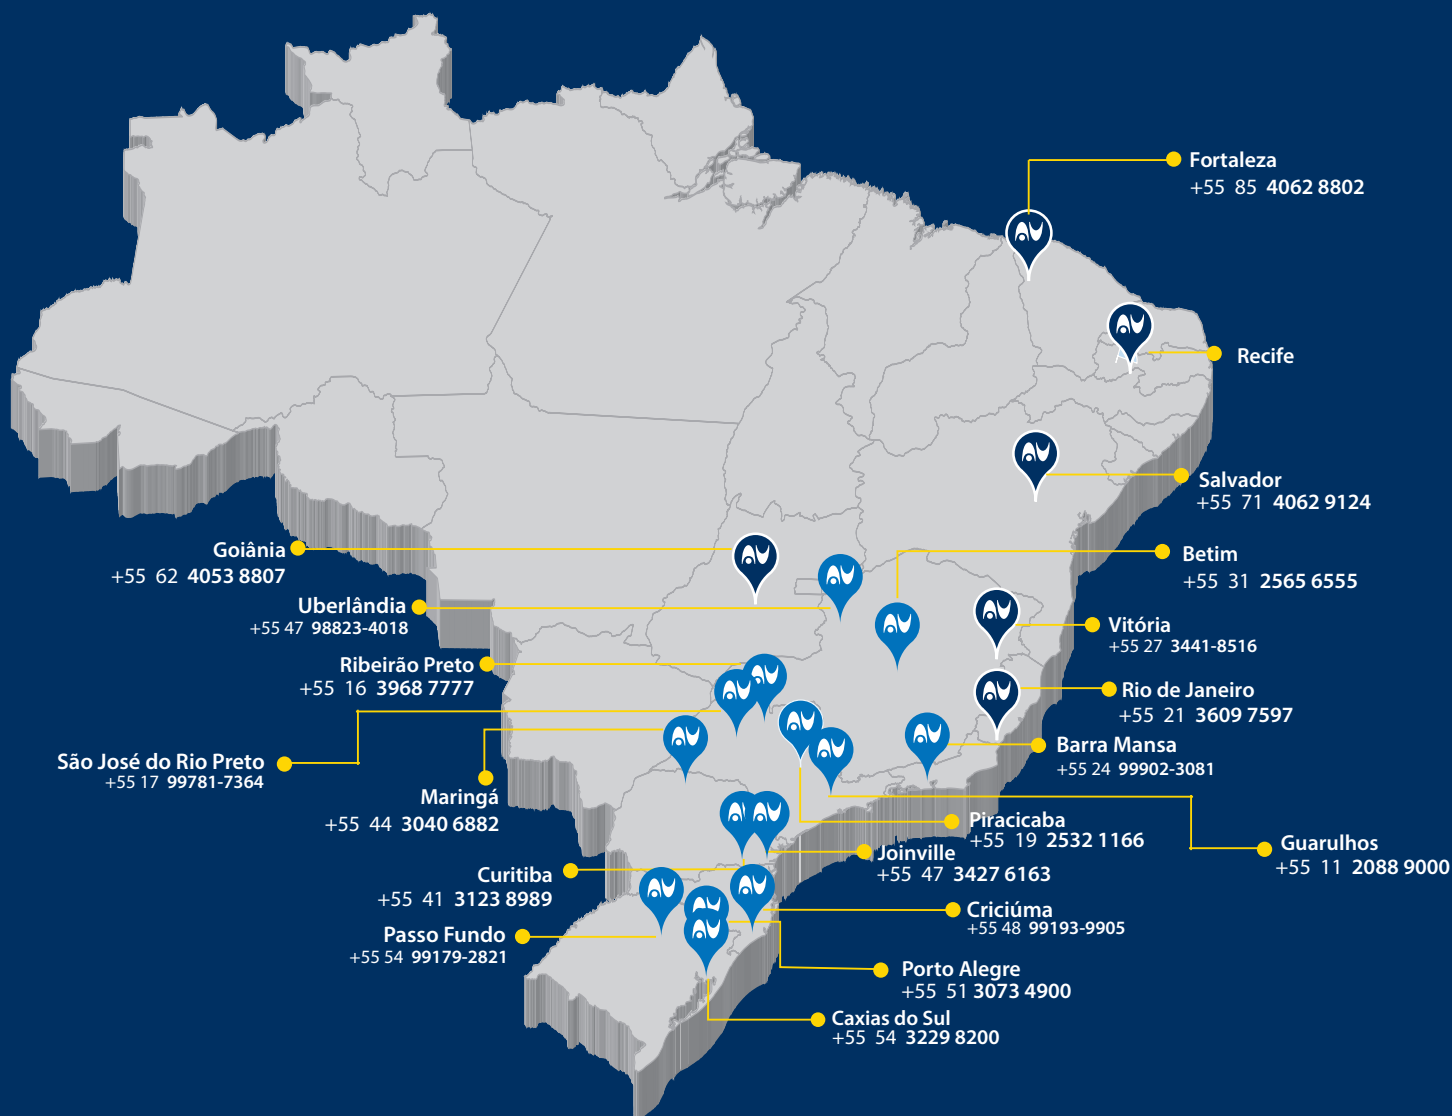 Fortaleza
+55 85 4062 8802
Recife
Salvador
+55 71 4062 9124
Goiânia
+55 62 4053 8807
Betim
+55 31 2565 6555
Uberlândia
+55 47 98823-4018
Vitória
+55 27 3441-8516
Ribeirão Preto
+55 16 3968 7777
Rio de Janeiro
+55 21 3609 7597
São José do Rio Preto
+55 17 99781-7364
Barra Mansa
+55 24 99902-3081
Maringá
+55 44 3040 6882
Piracicaba
+55 19 2532 1166
Guarulhos
+55 11 2088 9000
Joinville
+55 47 3427 6163
Curitiba
+55 41 3123 8989
Criciúma
+55 48 99193-9905
Passo Fundo
+55 54 99179-2821
Porto Alegre
+55 51 3073 4900
Caxias do Sul
+55 54 3229 8200